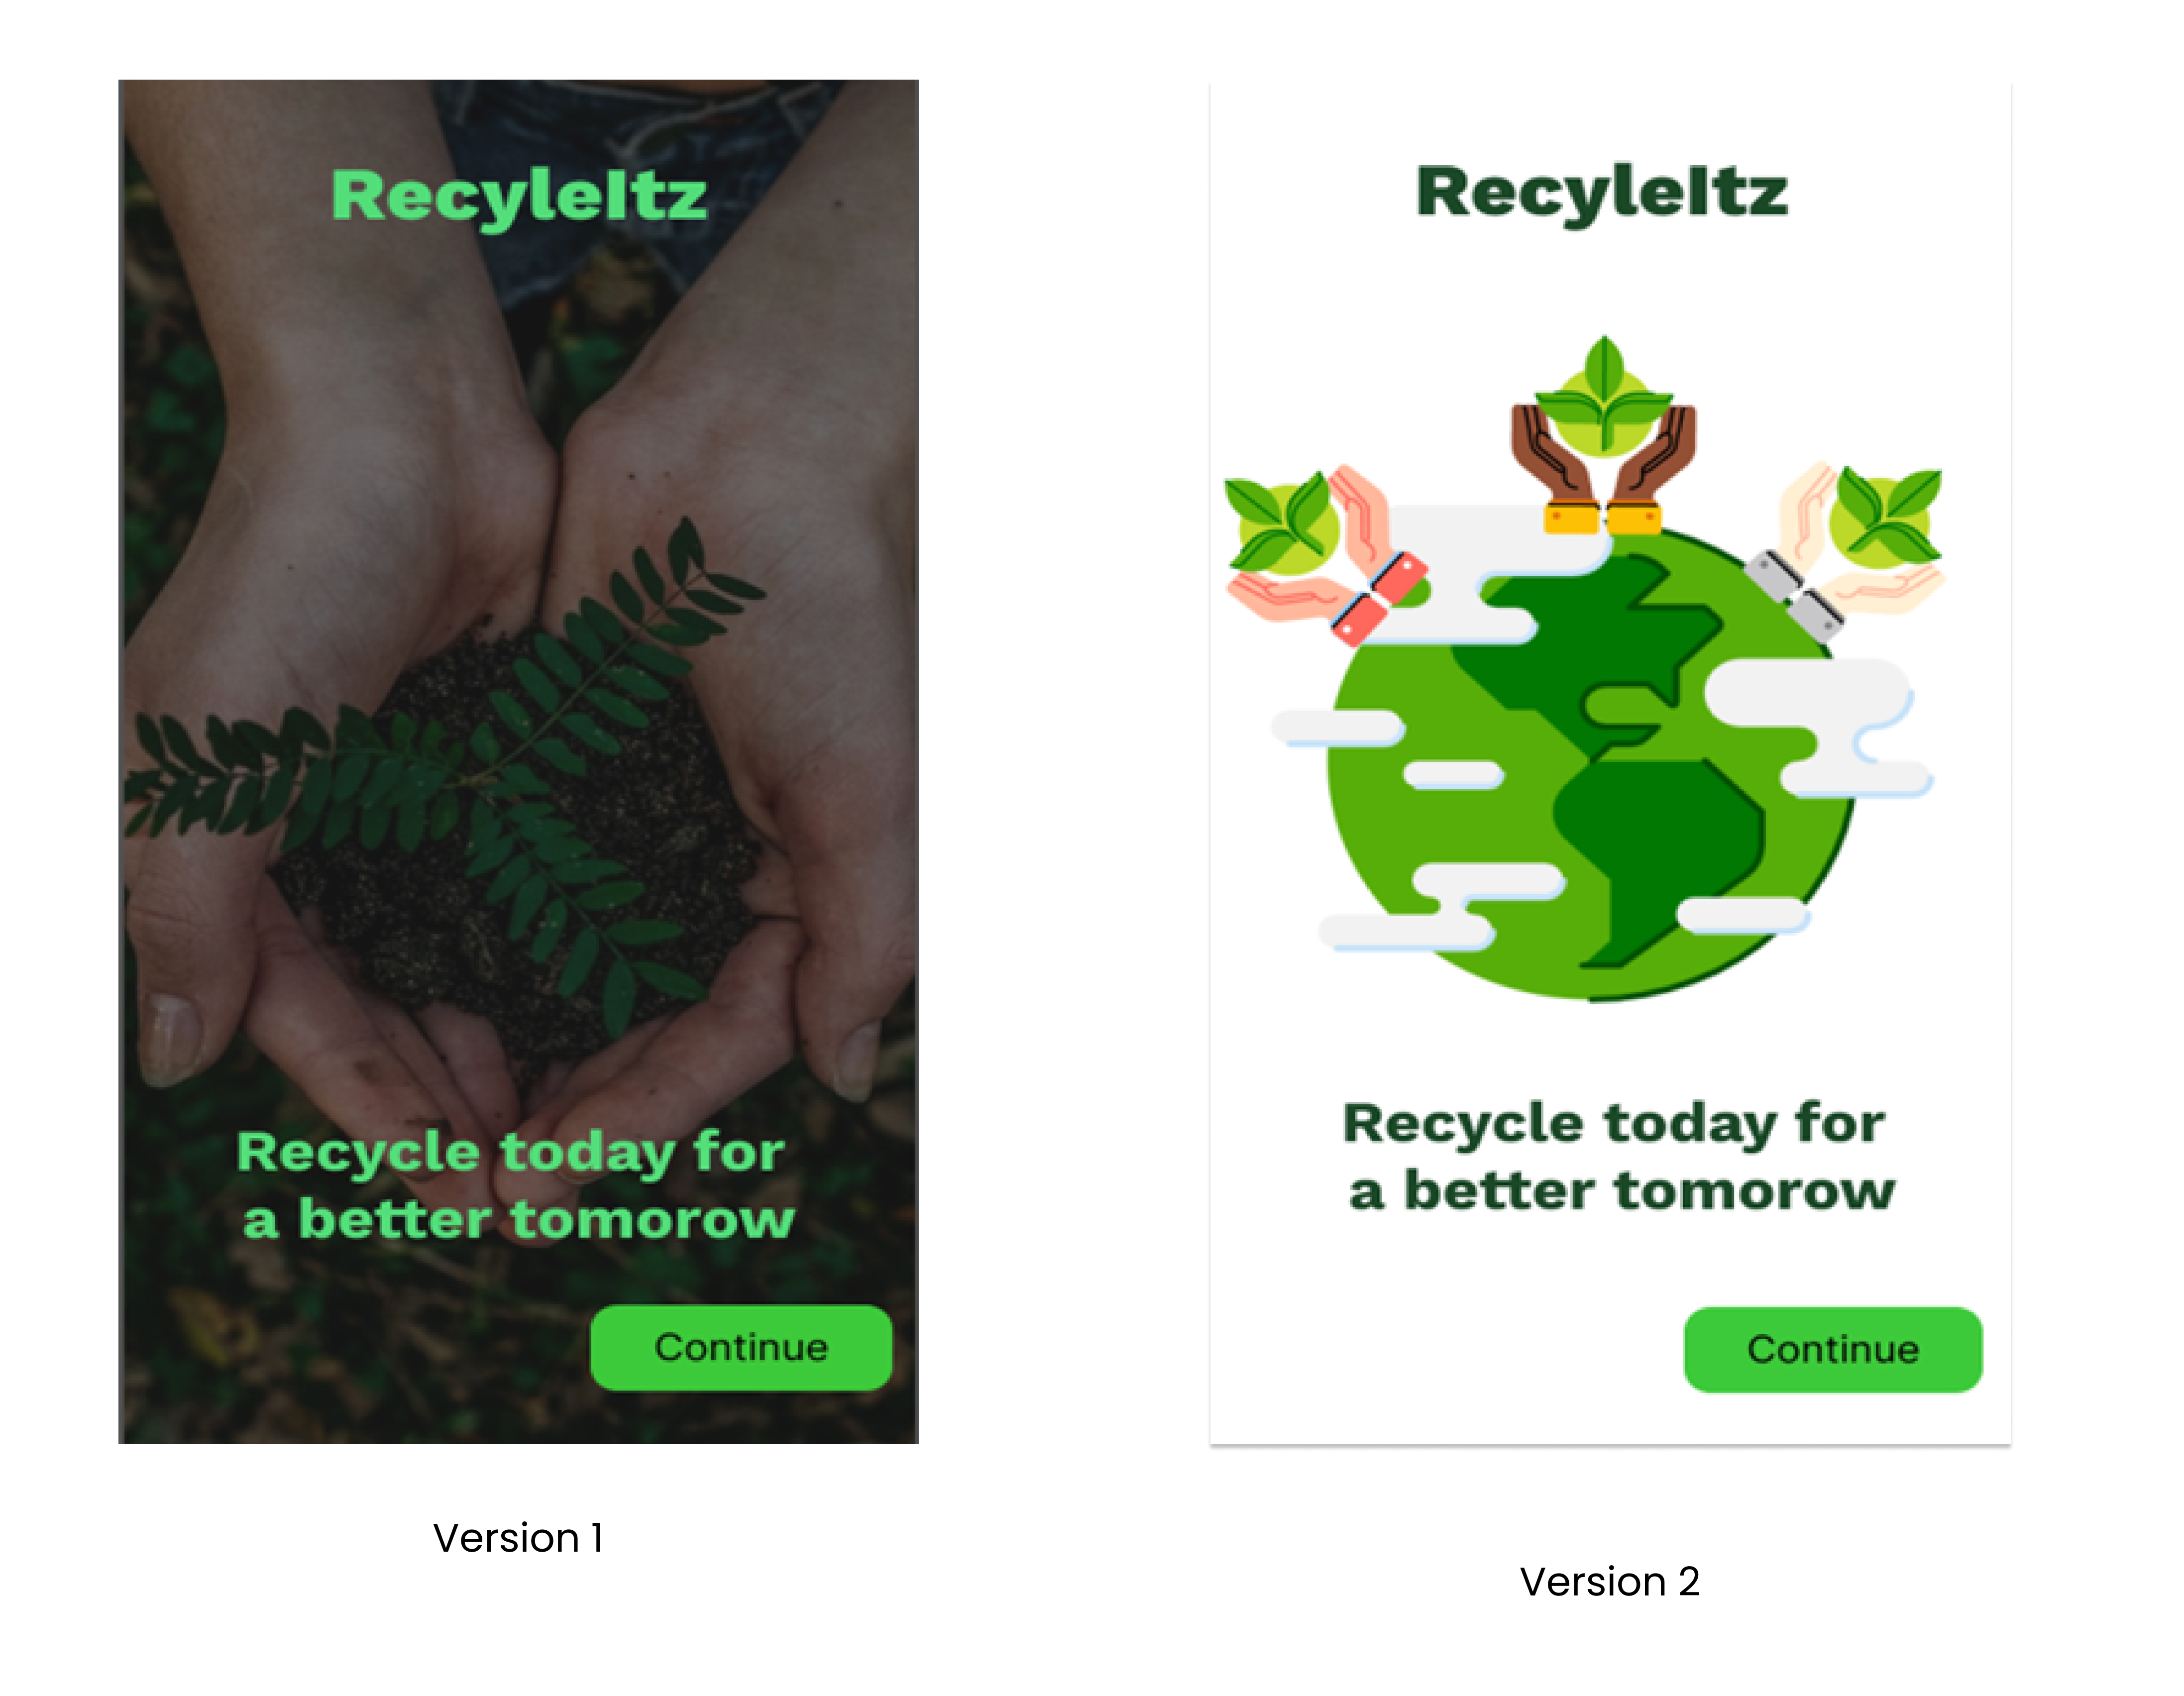 RecyleItz
Recycle today for
a better tomorow
Continue
Version 1
RecyleItz
Recycle today for
a better tomorow
Continue
Version 2